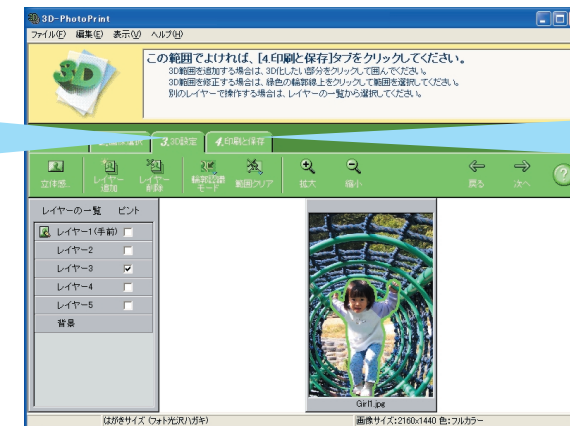 3D-PhotoPrint
ファイル(F) 編集(E) 表示(V) ヘルプ(H)
3D
この範囲でよければ、[4.印刷と保存]タブをクリックしてください。
3D範囲を追加する場合は、3D化したい部分をクリックして囲んでください。
3D範囲を修正する場合は、緑色の輪郭線上をクリックして範囲を選択してください。
別のレイヤーで操作する場合は、レイヤーの一覧から選択してください。
3.3D設定 4.印刷と保存
立体感... レイヤー追加 レイヤー削除 モード 範囲クリア 拡大 縮小 戻る 次へ ?
レイヤーの一覧 ピント
レイヤー1(手前)
レイヤー2
レイヤー3
レイヤー4
レイヤー5
背景
Girl1.jpg
はがきサイズ (フォト光沢ハガキ) 画像サイズ:2160x1440 色:フルカラー